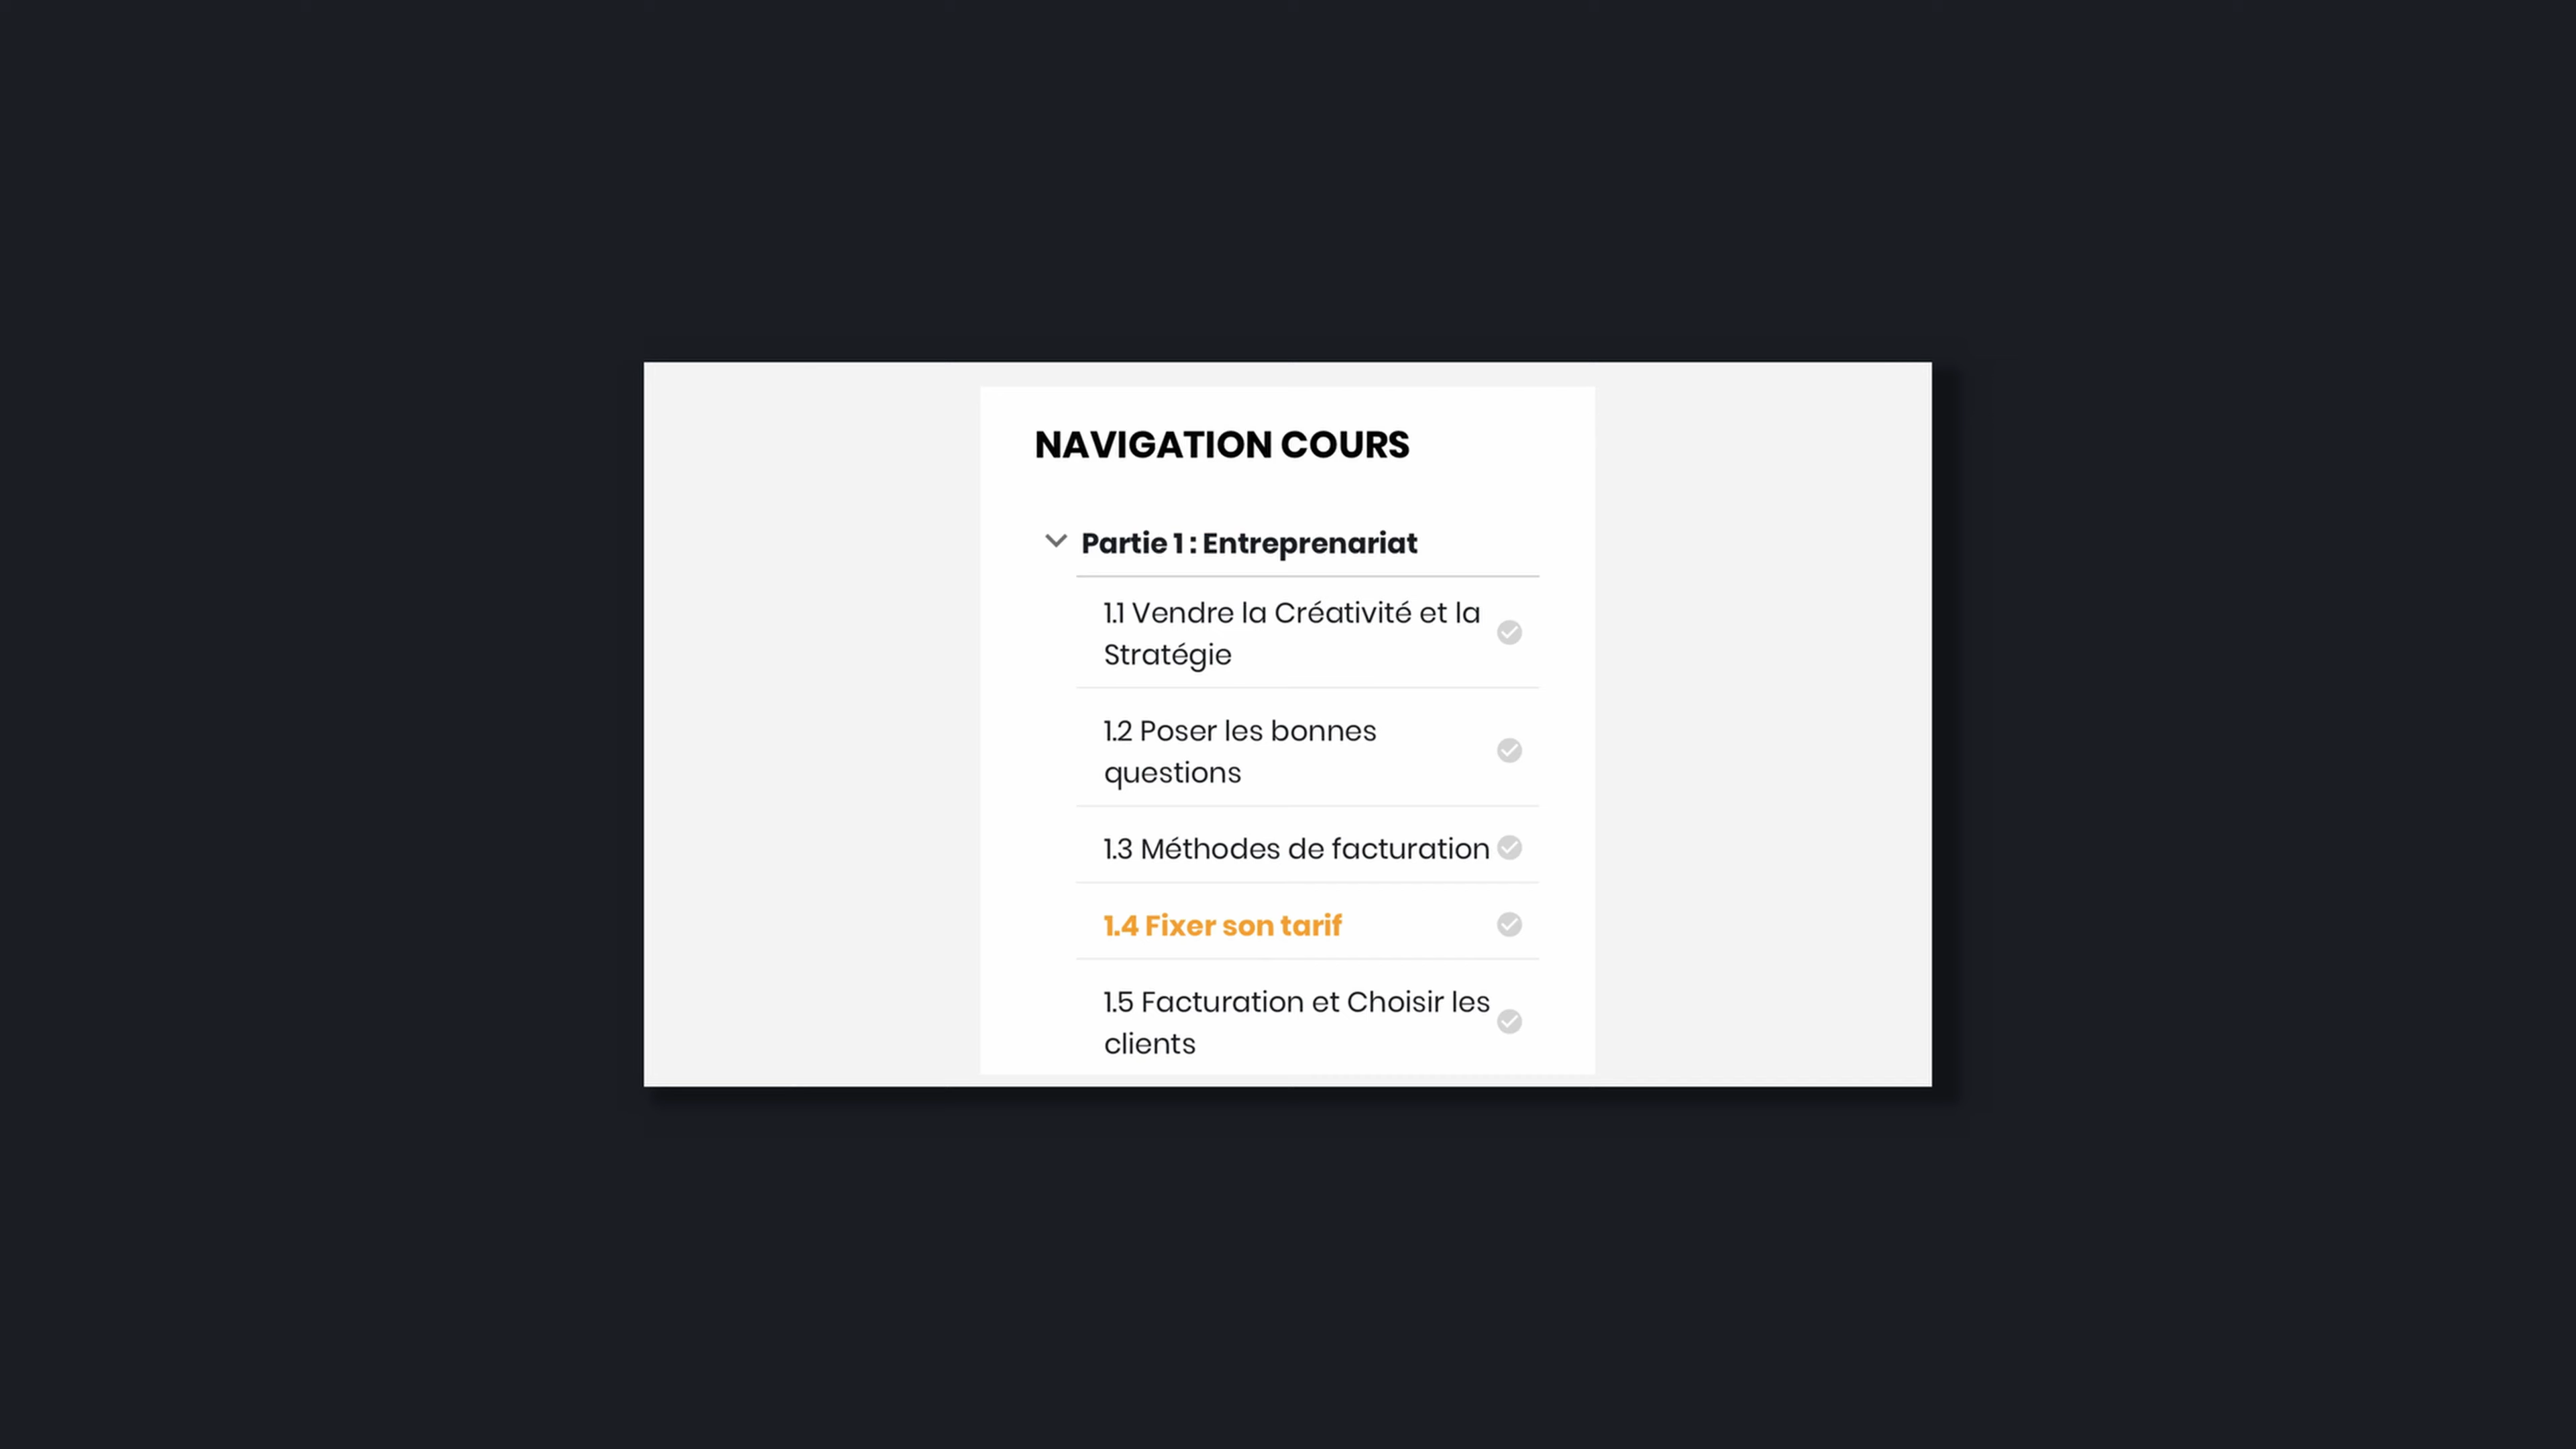 NAVIGATION COURS
Partie 1 : Entreprenariat
1.1 Vendre la Créativité et la
Stratégie
1.2 Poser les bonnes
questions
1.3 Méthodes de facturation
1.4 Fixer son tarif
1.5 Facturation et Choisir les
clients